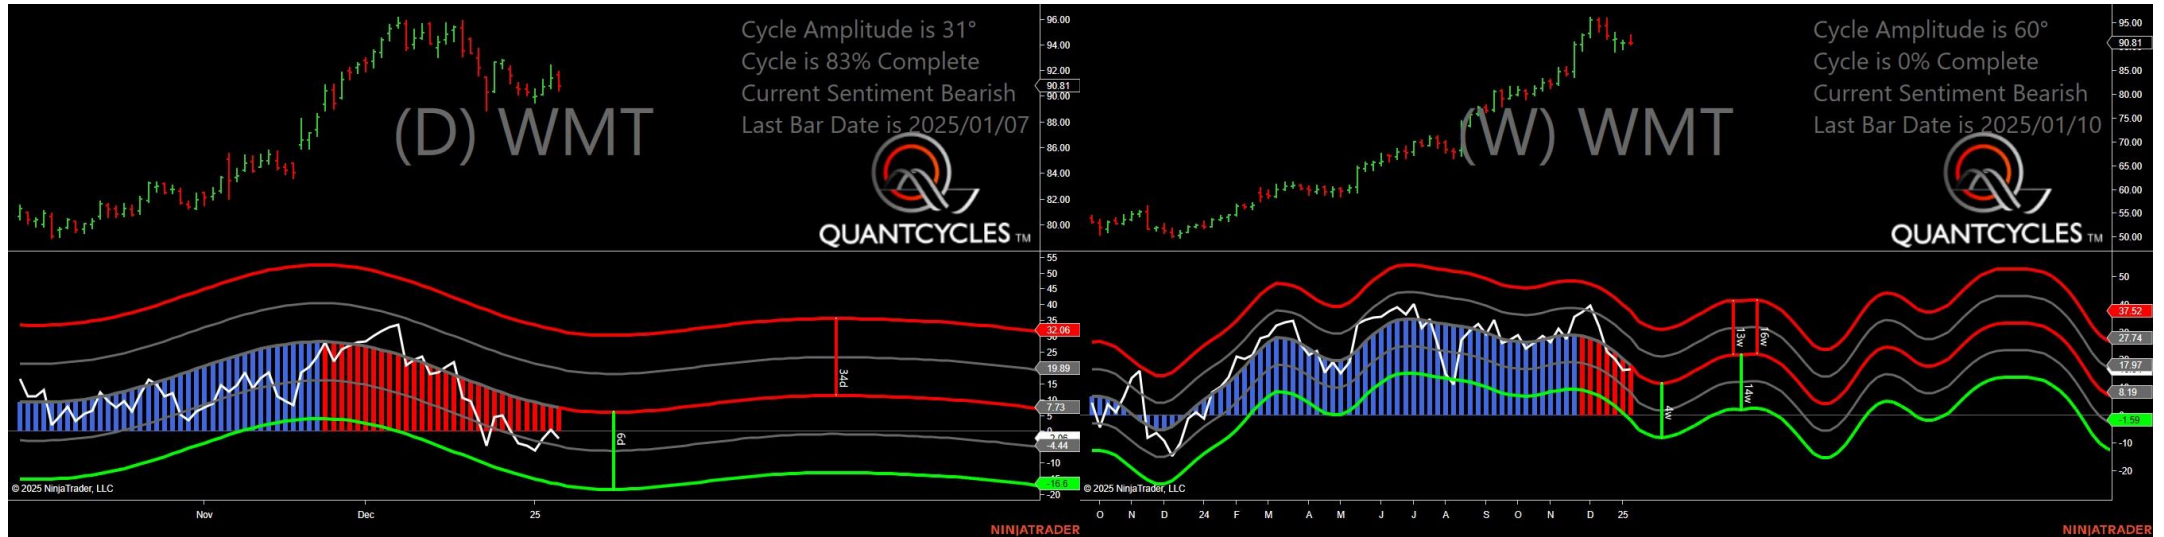 Cycle Amplitude is 31°
Cycle is 83% Complete
Current Sentiment Bearish
Last Bar Date is 2025/01/07
(D) WMT
QUANTCYCLES TM
96.00
94.00
92.00
90.81
90.00
88.00
86.00
84.00
82.00
80.00
55
50
45
40
35
32.06
30
25
19.89
15
10
7.73
5
-4.44
-10
-16.6
-20
34d
6d
© 2025 NinjaTrader, LLC
Nov
Dec
25
NINJATRADER
Cycle Amplitude is 60°
Cycle is 0% Complete
Current Sentiment Bearish
Last Bar Date is 2025/01/10
(W) WMT
QUANTCYCLES TM
95.00
90.81
85.00
80.00
75.00
70.00
65.00
60.00
55.00
50.00
50
37.52
27.74
17.97
8.19
-1.59
-10
-20
13w
16w
14w
4w
© 2025 NinjaTrader, LLC
O N D 24 F M A M J J A S O N D 25
NINJATRADER